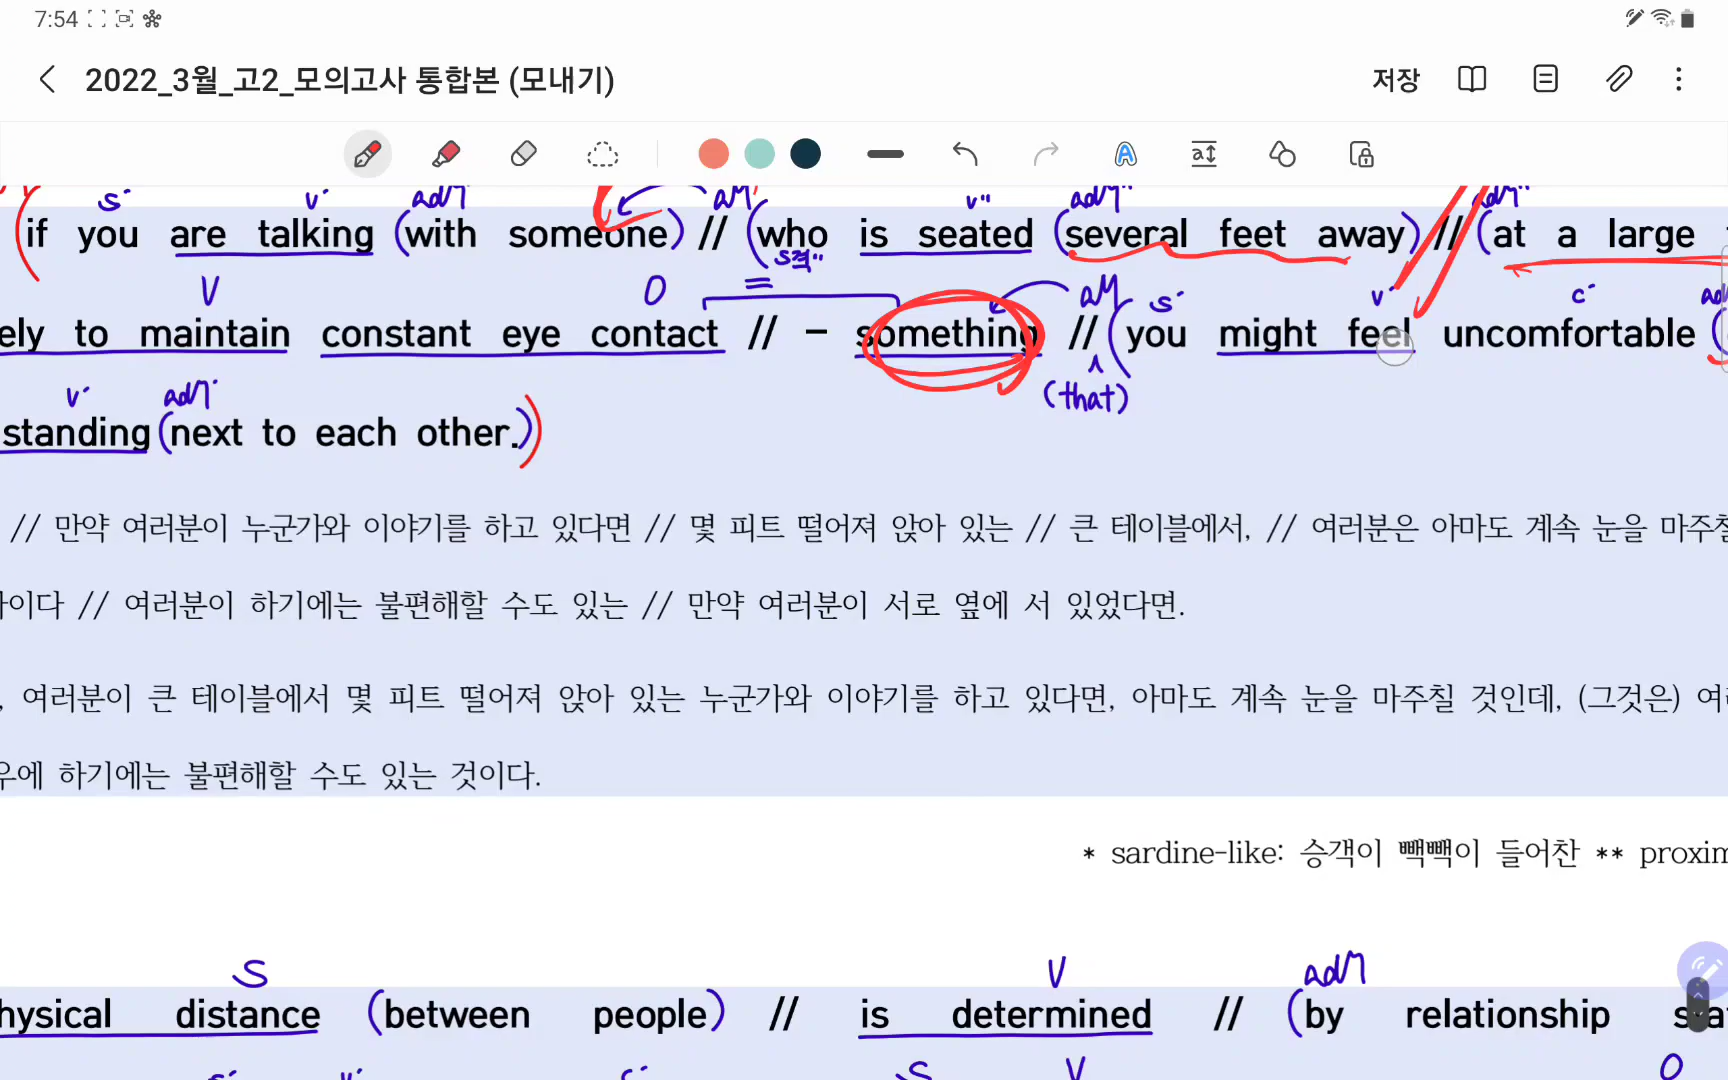 7:54
2022_3월_고2_모의고사 통합본 (모내기)
저장
s' v' adM' aM' v" adM" adM"
(if you are talking (with someone) // (who is seated (several feet away) // (at a large
s격"
V O = aM s' v' c'
ely to maintain constant eye contact // - something // (you might feel uncomfortable (
(that)
v' adM'
standing (next to each other.))
// 만약 여러분이 누군가와 이야기를 하고 있다면 // 몇 피트 떨어져 앉아 있는 // 큰 테이블에서, // 여러분은 아마도 계속 눈을 마주칠
이다 // 여러분이 하기에는 불편해할 수도 있는 // 만약 여러분이 서로 옆에 서 있었다면.
, 여러분이 큰 테이블에서 몇 피트 떨어져 앉아 있는 누군가와 이야기를 하고 있다면, 아마도 계속 눈을 마주칠 것인데, (그것은) 여
우에 하기에는 불편해할 수도 있는 것이다.
* sardine-like: 승객이 빽빽이 들어찬 ** proxim
S V adM
hysical distance (between people) // is determined // (by relationship sta
s' v' c' S V O